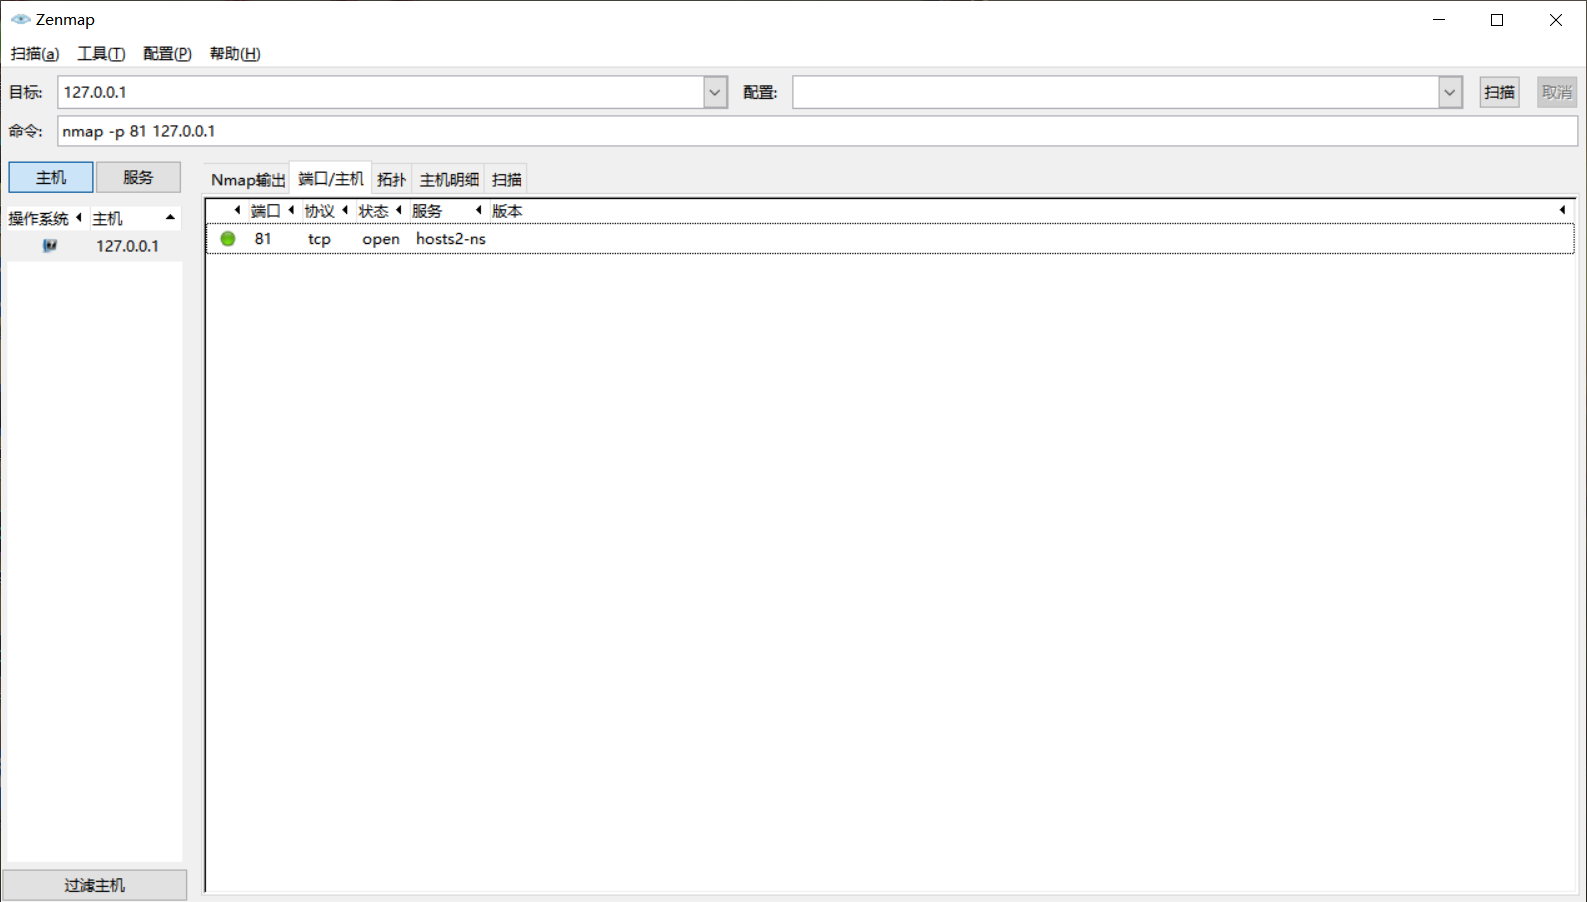 Zenmap
扫描(a) 工具(T) 配置(P) 帮助(H)
目标: 127.0.0.1 配置: 扫描 取消
命令: nmap -p 81 127.0.0.1
主机 服务 Nmap输出 端口/主机 拓扑 主机明细 扫描
操作系统 主机 端口 协议 状态 服务 版本
127.0.0.1 81 tcp open hosts2-ns
过滤主机